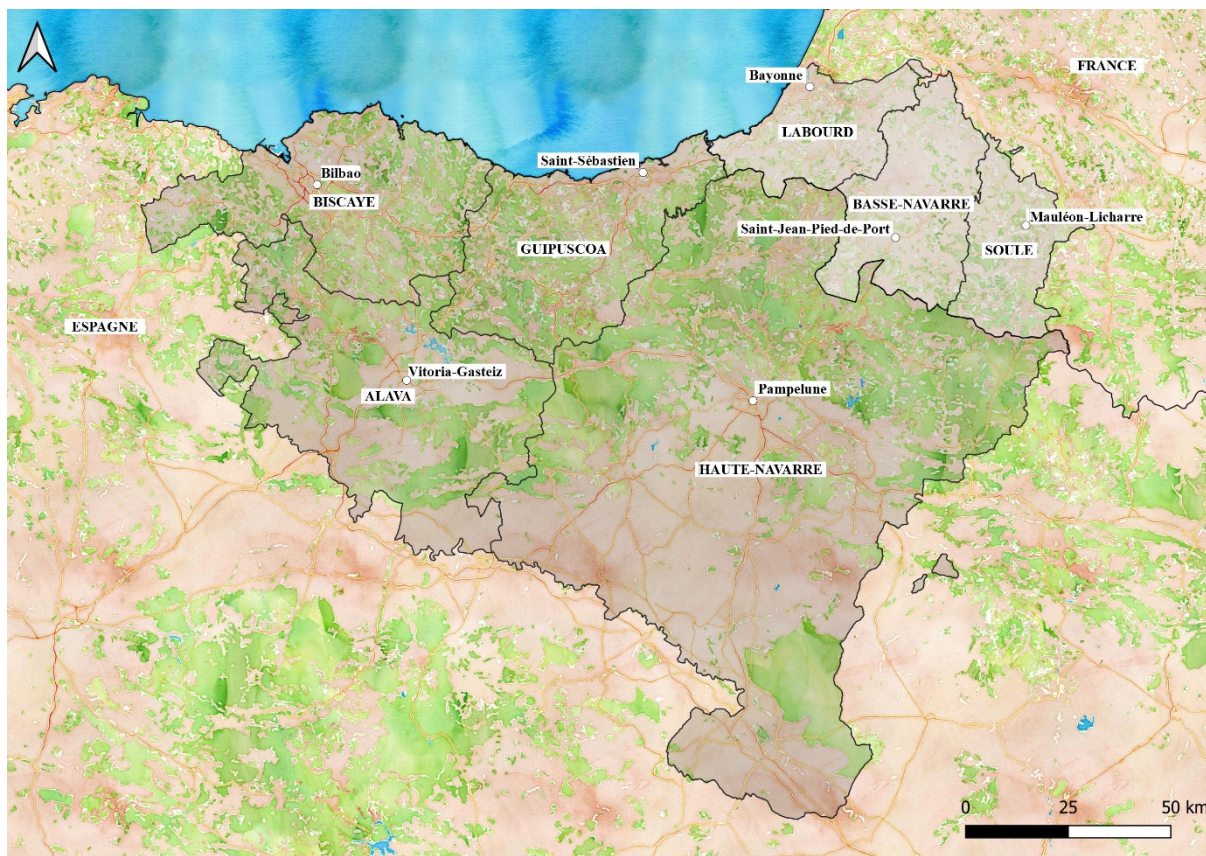 FRANCE
Bayonne
LABOURD
Saint-Sébastien
Bilbao
BISCAYE
BASSE-NAVARRE
Mauléon-Licharre
Saint-Jean-Pied-de-Port
GUIPUSCOA
SOULE
ESPAGNE
Vitoria-Gasteiz
ALAVA
Pampelune
HAUTE-NAVARRE
0 25 50 km